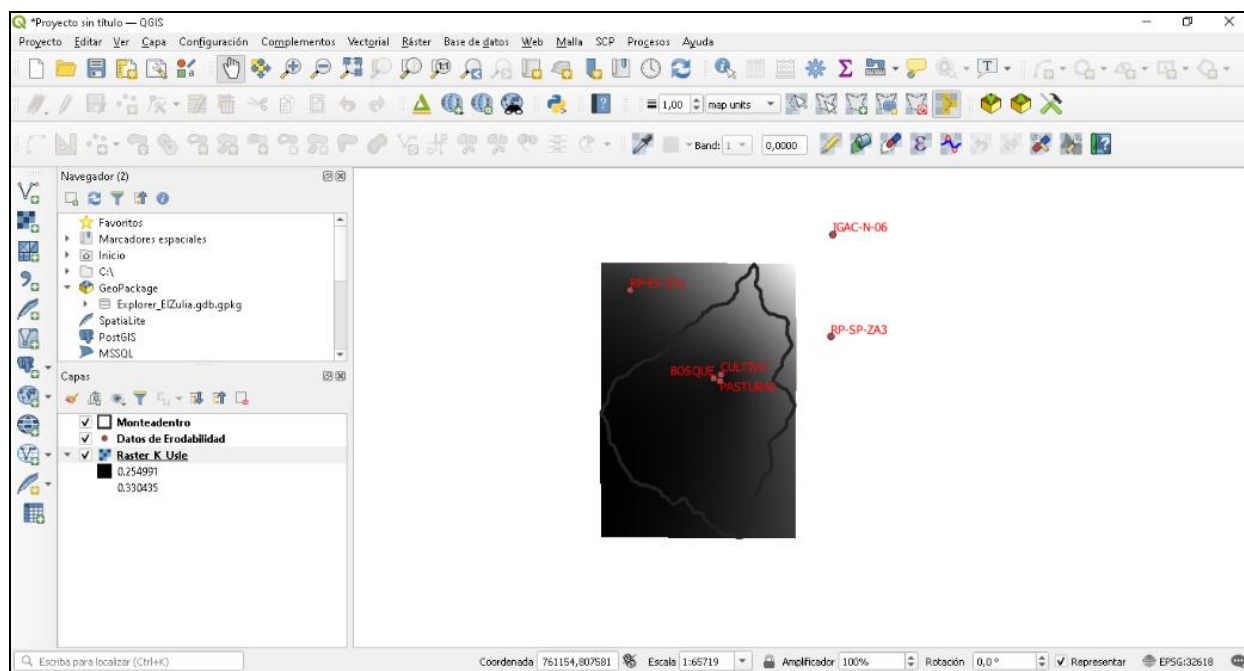 *Proyecto sin título — QGIS
Proyecto Editar Ver Capa Configuración Complementos Vectorial Ráster Base de datos Web Malla SCP Procesos Ayuda
1,00 map units
Band: 1 0,0000
Navegador (2)
Favoritos
Marcadores espaciales
Inicio
C:\
GeoPackage
Explorer_ElZulia.gdb.gpkg
SpatiaLite
PostGIS
MSSQL
Capas
Monteadentro
Datos de Erodabilidad
Raster_K_Usle
0.254991
0.330435
IGAC-N-06
RP-SP-ZA3
BOSQUE
CULTIVO
PASTURAS
Escriba para localizar (Ctrl+K)
Coordenada 761154,807581 Escala 1:65719 Amplificador 100% Rotación 0,0 ° Representar EPSG:32618